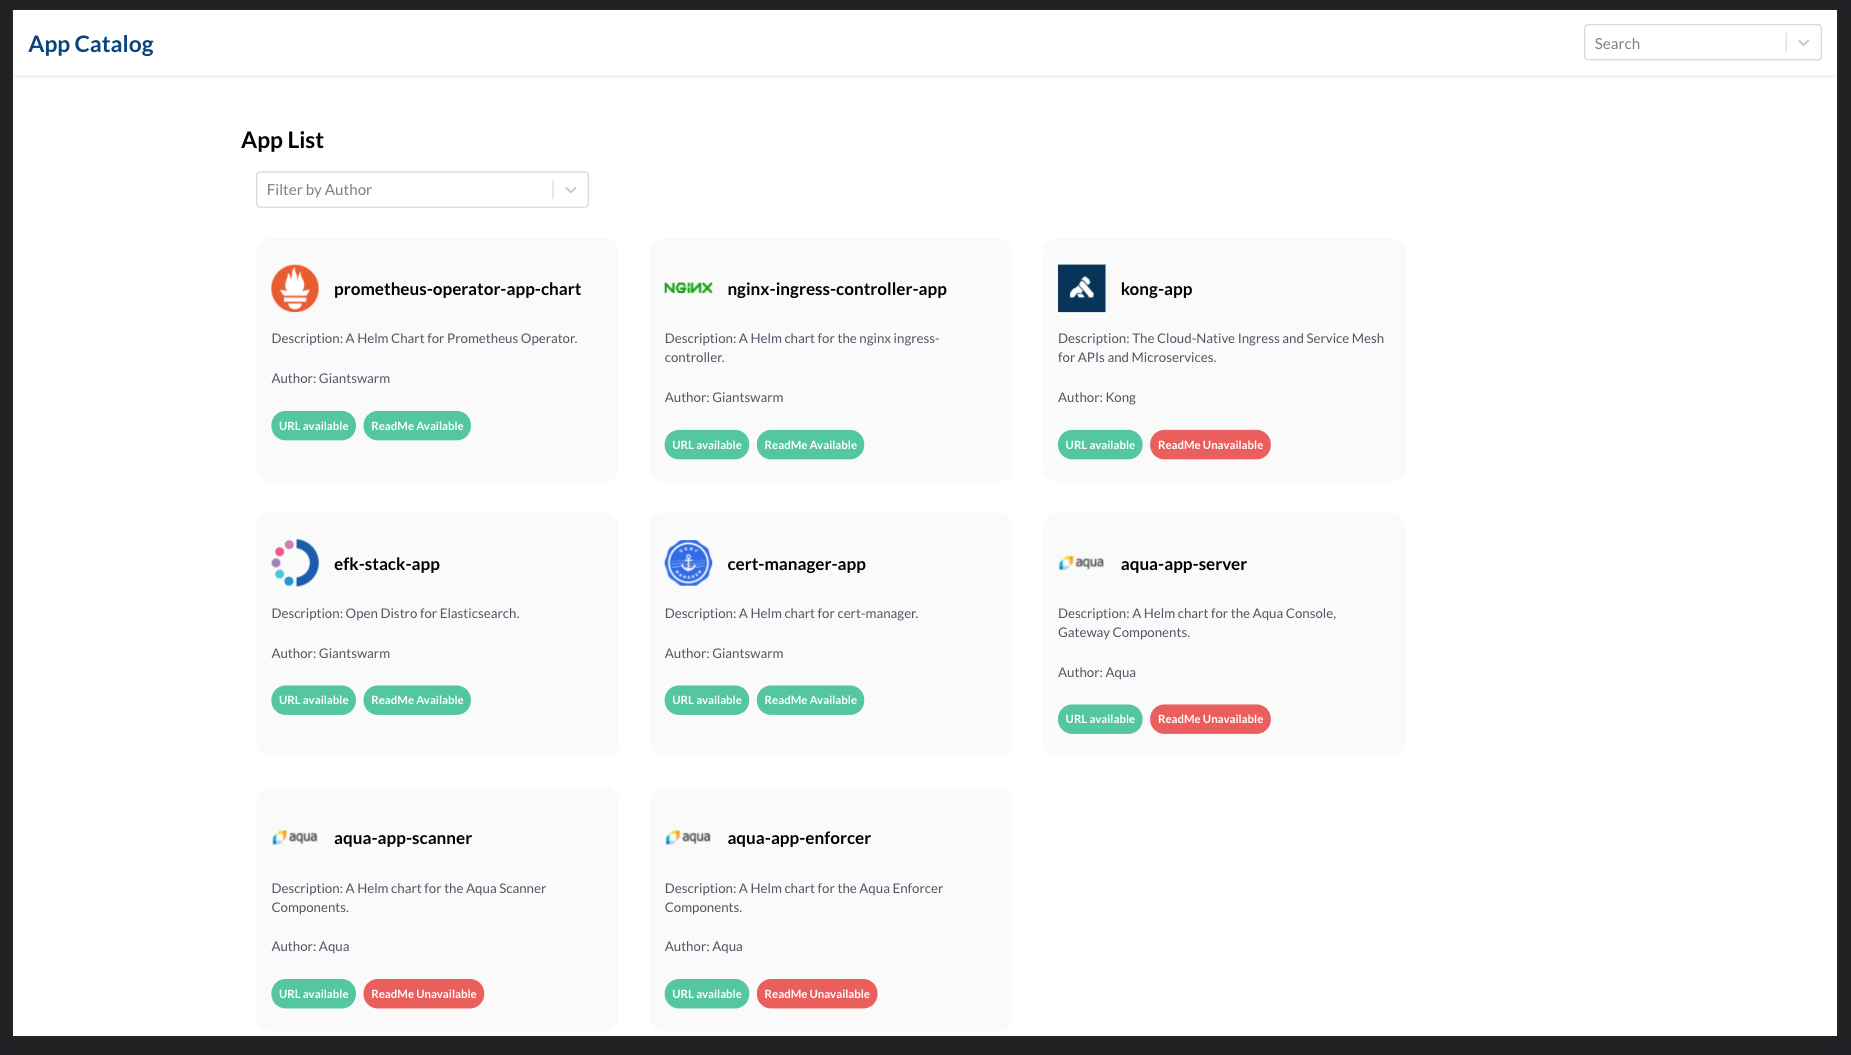 App Catalog
Search
App List
Filter by Author
prometheus-operator-app-chart
Description: A Helm Chart for Prometheus Operator.
Author: Giantswarm
URL available
ReadMe Available
NGINX
nginx-ingress-controller-app
Description: A Helm chart for the nginx ingress-
controller.
Author: Giantswarm
URL available
ReadMe Available
kong-app
Description: The Cloud-Native Ingress and Service Mesh
for APIs and Microservices.
Author: Kong
URL available
ReadMe Unavailable
efk-stack-app
Description: Open Distro for Elasticsearch.
Author: Giantswarm
URL available
ReadMe Available
CERT
MANAGER
cert-manager-app
Description: A Helm chart for cert-manager.
Author: Giantswarm
URL available
ReadMe Available
aqua
aqua-app-server
Description: A Helm chart for the Aqua Console,
Gateway Components.
Author: Aqua
URL available
ReadMe Unavailable
aqua
aqua-app-scanner
Description: A Helm chart for the Aqua Scanner
Components.
Author: Aqua
URL available
ReadMe Unavailable
aqua
aqua-app-enforcer
Description: A Helm chart for the Aqua Enforcer
Components.
Author: Aqua
URL available
ReadMe Unavailable